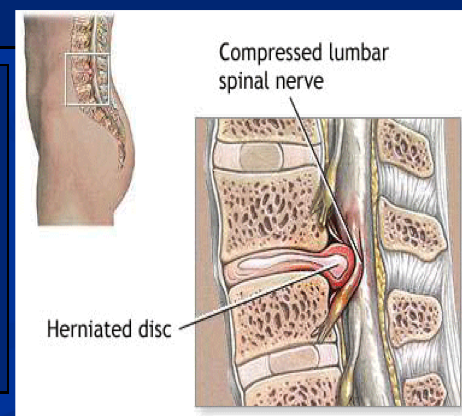 Compressed lumbar
spinal nerve
Herniated disc